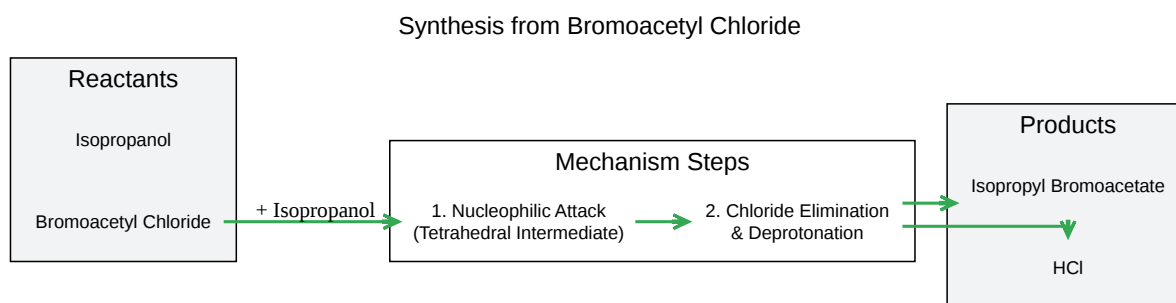 Synthesis from Bromoacetyl Chloride
Reactants
Isopropanol
Bromoacetyl Chloride
+ Isopropanol
Mechanism Steps
1. Nucleophilic Attack
(Tetrahedral Intermediate)
2. Chloride Elimination
& Deprotonation
Products
Isopropyl Bromoacetate
HCl